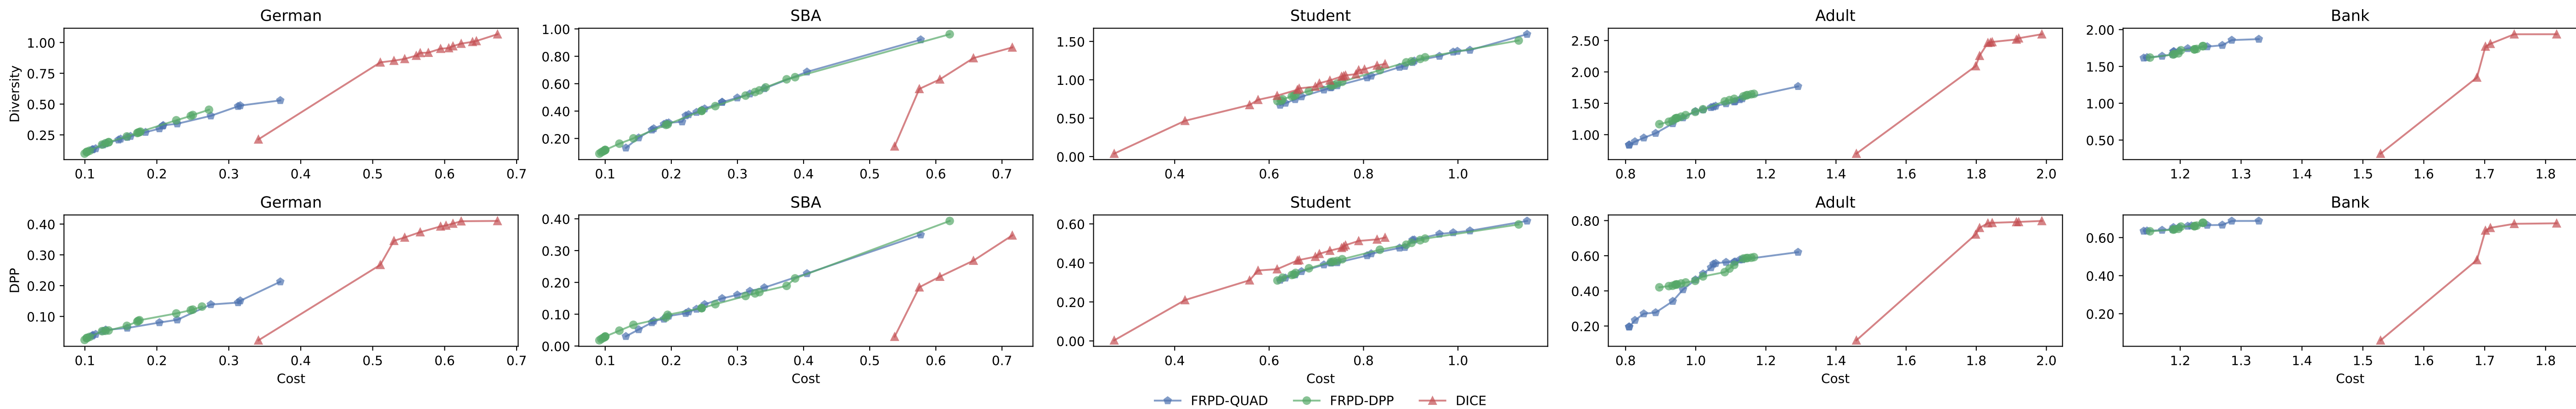 German SBA Student Adult Bank
Diversity
1.00
0.75
0.50
0.25
0.1 0.2 0.3 0.4 0.5 0.6 0.7
1.00
0.80
0.60
0.40
0.20
0.1 0.2 0.3 0.4 0.5 0.6 0.7
1.50
1.00
0.50
0.00
0.4 0.6 0.8 1.0
2.50
2.00
1.50
1.00
0.8 1.0 1.2 1.4 1.6 1.8 2.0
2.00
1.50
1.00
0.50
1.2 1.3 1.4 1.5 1.6 1.7 1.8
German SBA Student Adult Bank
DPP
0.40
0.30
0.20
0.10
0.1 0.2 0.3 0.4 0.5 0.6 0.7
Cost
0.40
0.30
0.20
0.10
0.00
0.1 0.2 0.3 0.4 0.5 0.6 0.7
Cost
0.60
0.40
0.20
0.00
0.4 0.6 0.8 1.0
Cost
0.80
0.60
0.40
0.20
0.8 1.0 1.2 1.4 1.6 1.8 2.0
Cost
0.60
0.40
0.20
1.2 1.3 1.4 1.5 1.6 1.7 1.8
Cost
FRPD-QUAD FRPD-DPP DICE